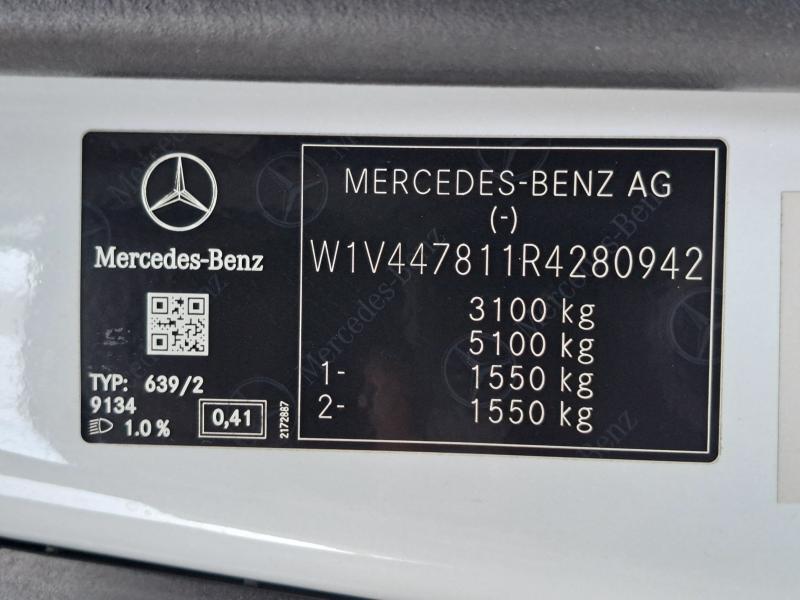 Mercedes-Benz
TYP: 639/2
9134
1.0 %
0,41
2172887
MERCEDES-BENZ AG
(-)
W1V447811R4280942
3100 kg
5100 kg
1- 1550 kg
2- 1550 kg